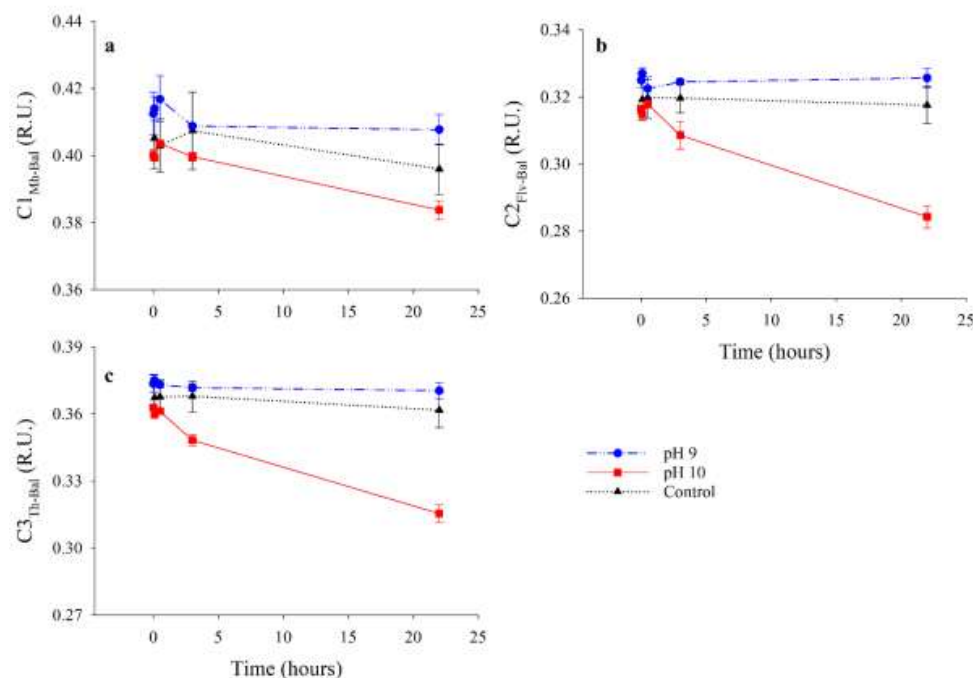 a
C1Mb-Bal (R.U.)
0.44
0.42
0.40
0.38
0.36
0 5 10 15 20 25
b
C2Flv-Bal (R.U.)
0.34
0.32
0.30
0.28
0.26
0 5 10 15 20 25
Time (hours)
c
C3Th-Bal (R.U.)
0.39
0.36
0.33
0.30
0.27
0 5 10 15 20 25
Time (hours)
pH 9
pH 10
Control